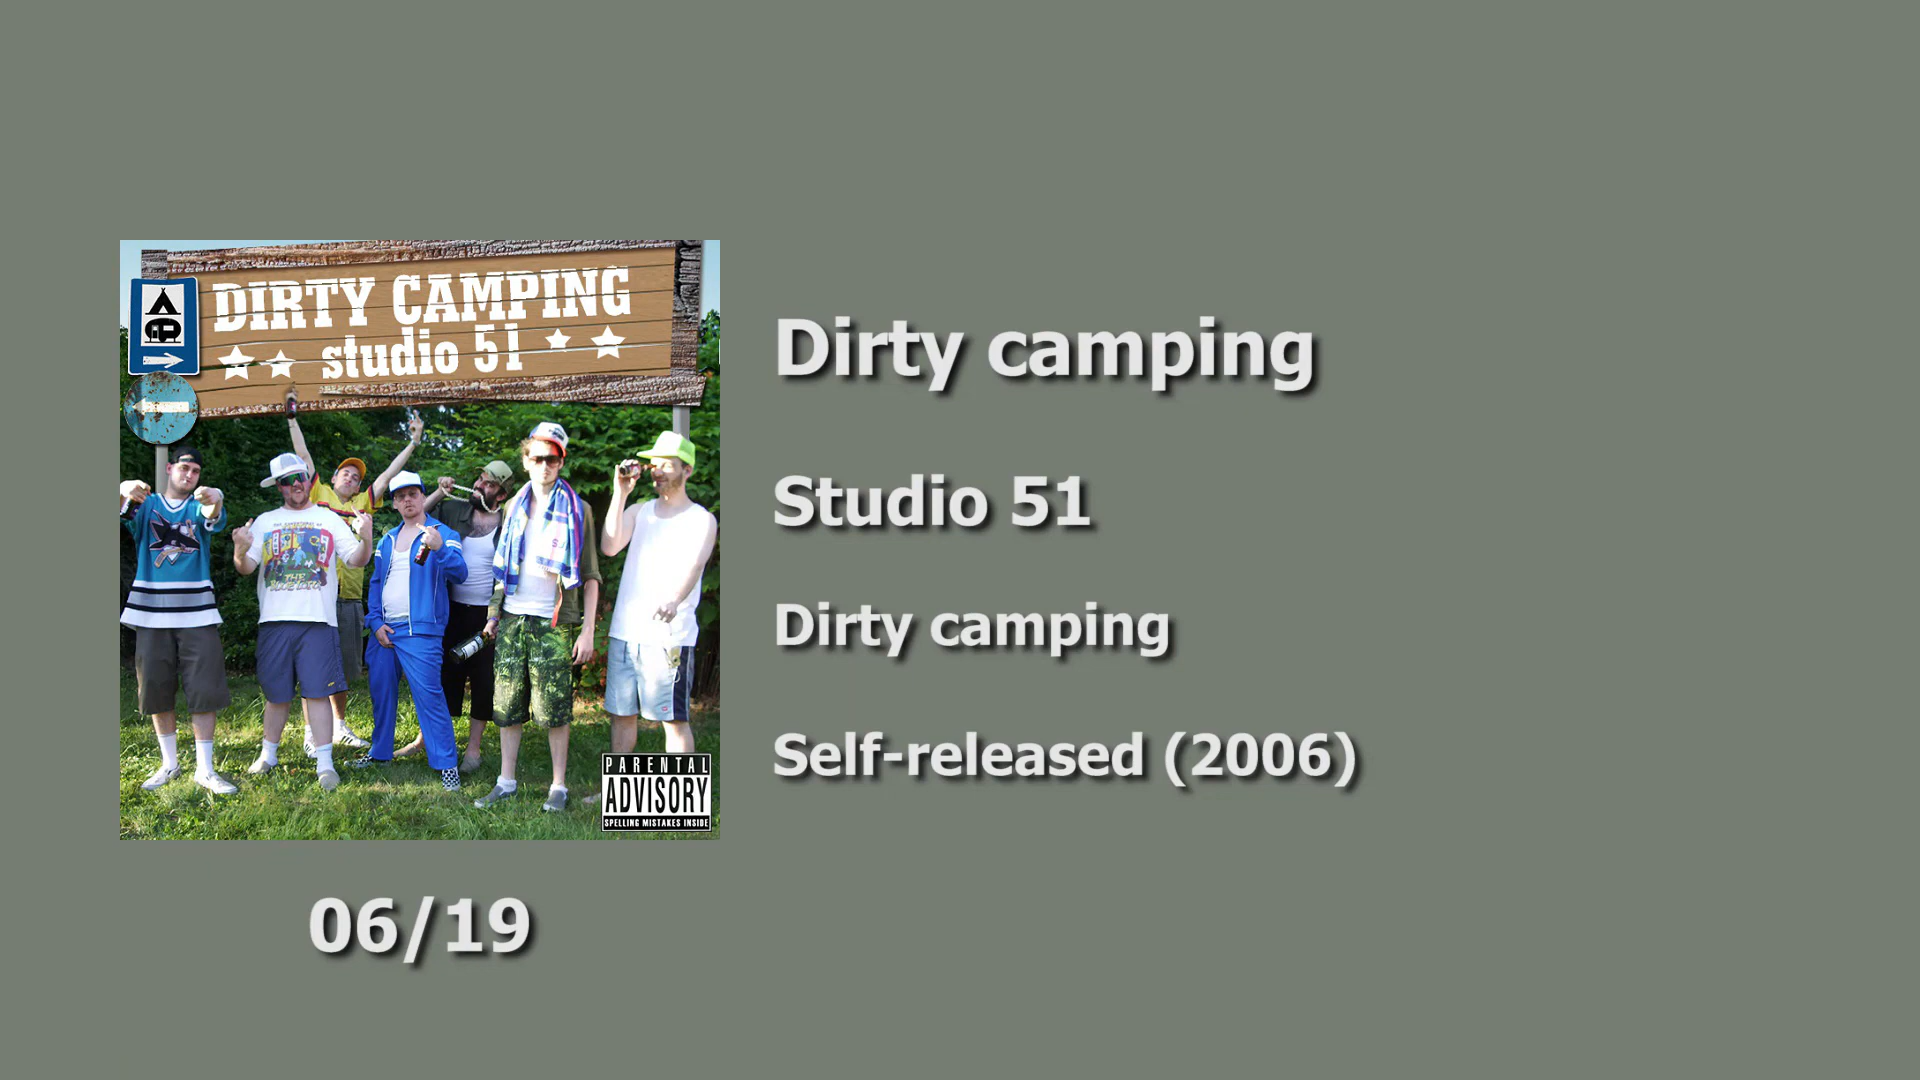 DIRTY CAMPING
studio 51
PARENTAL
ADVISORY
SPELLING MISTAKES INSIDE
Dirty camping
Studio 51
Dirty camping
Self-released (2006)
06/19